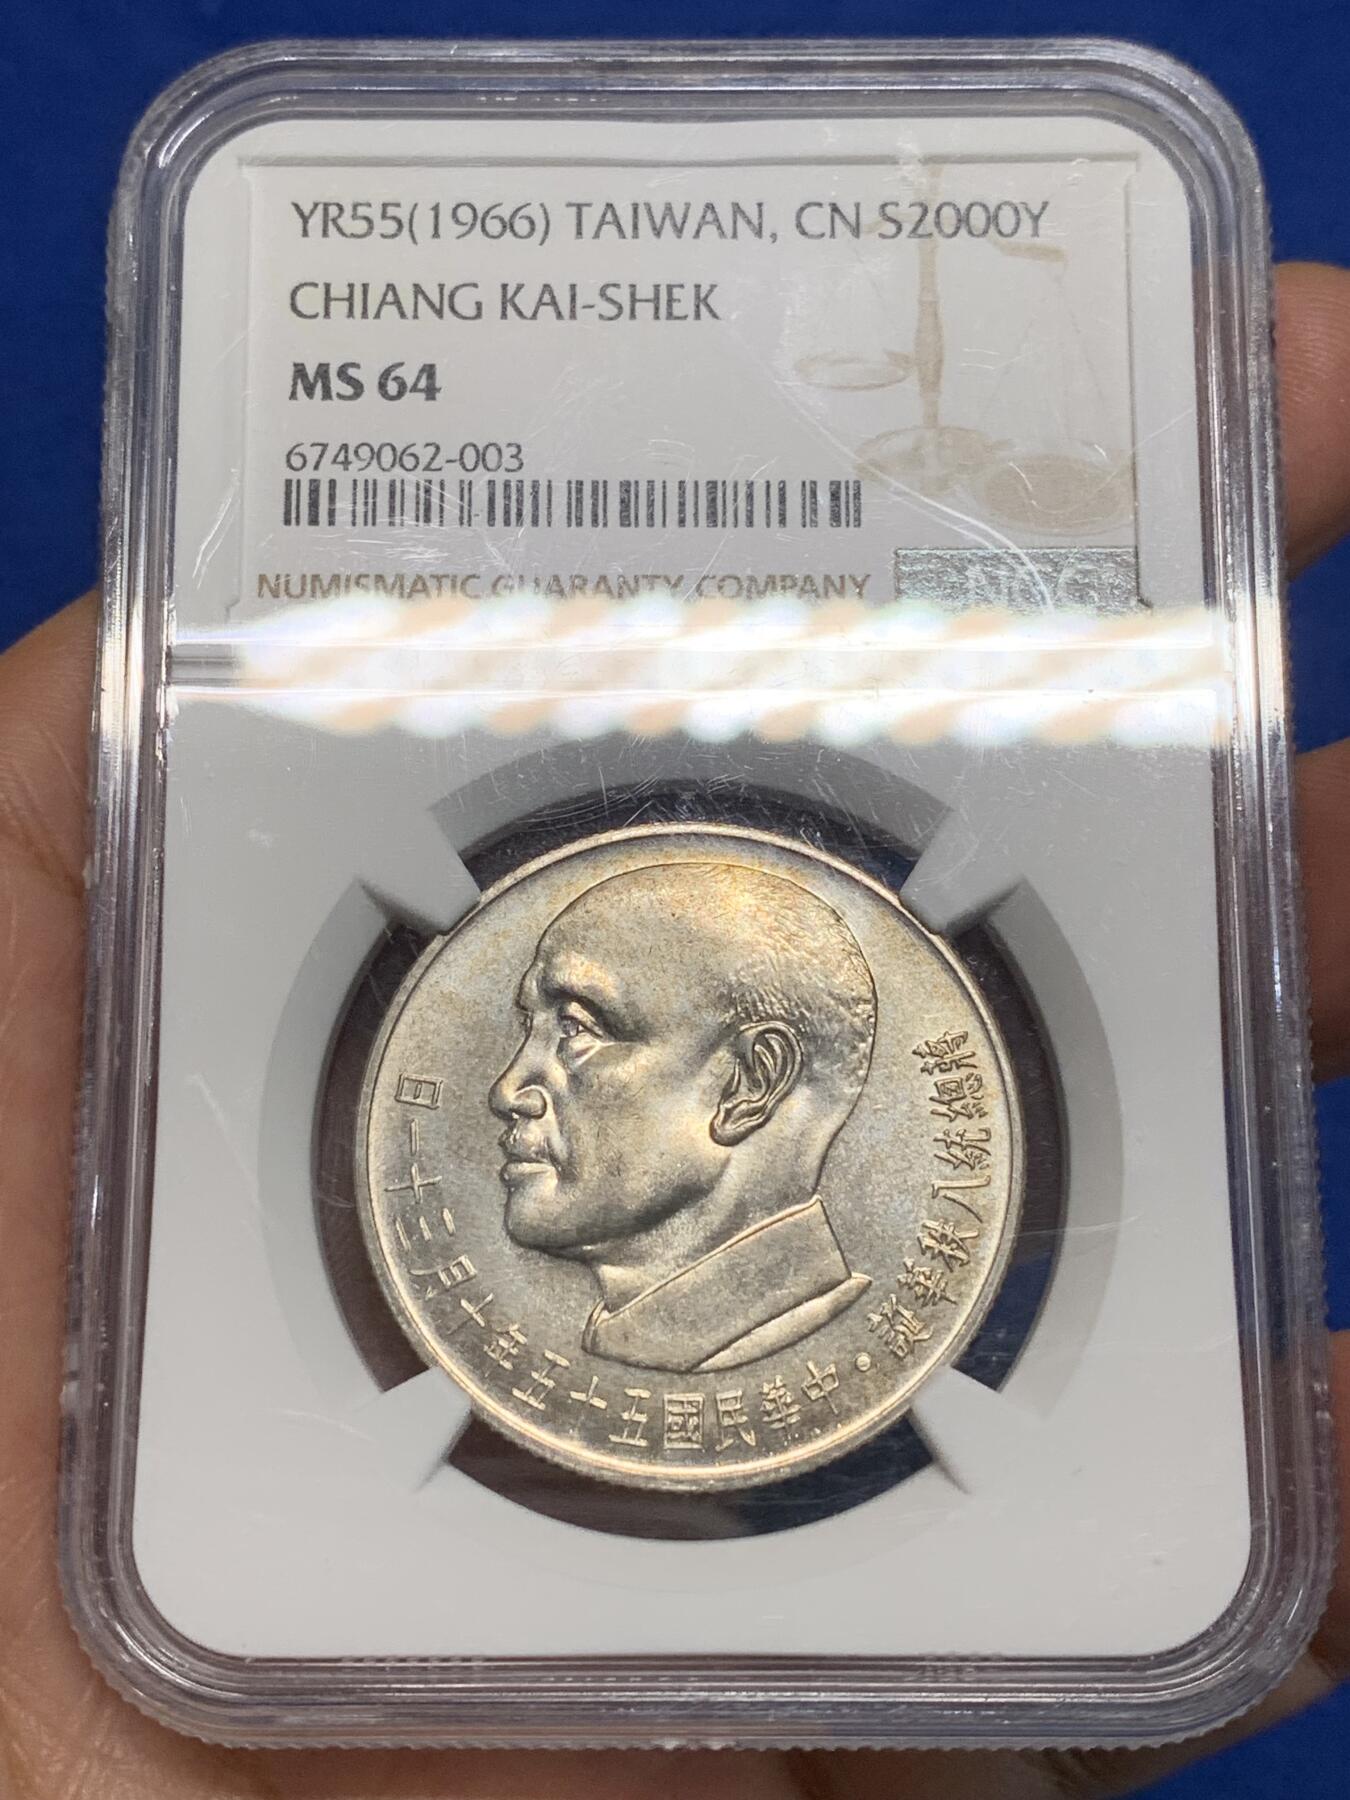 YR55(1966) TAIWAN, CN S2000Y
CHIANG KAI-SHEK
MS 64
6749062-003
NUMISMATIC GUARANTY COMPANY
NGC
蔣總統八秩華誕・中華民國五十五年十月三十一日